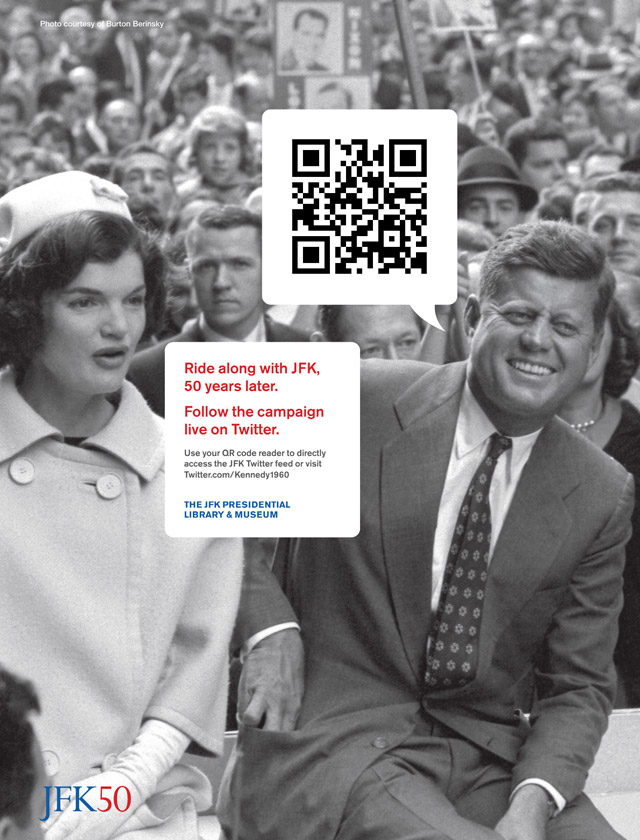 Photo courtesy of Burton Berinsky
Ride along with JFK,
50 years later.
Follow the campaign
live on Twitter.
Use your QR code reader to directly
access the JFK Twitter feed or visit
Twitter.com/Kennedy1960
THE JFK PRESIDENTIAL
LIBRARY & MUSEUM
JFK50